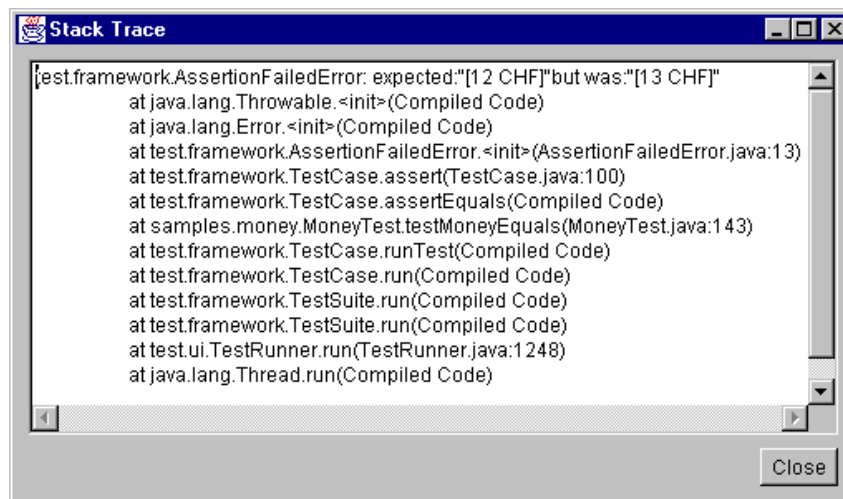 Stack Trace
test.framework.AssertionFailedError: expected:"[12 CHF]"but was:"[13 CHF]"
at java.lang.Throwable.<init>(Compiled Code)
at java.lang.Error.<init>(Compiled Code)
at test.framework.AssertionFailedError.<init>(AssertionFailedError.java:13)
at test.framework.TestCase.assert(TestCase.java:100)
at test.framework.TestCase.assertEquals(Compiled Code)
at samples.money.MoneyTest.testMoneyEquals(MoneyTest.java:143)
at test.framework.TestCase.runTest(Compiled Code)
at test.framework.TestCase.run(Compiled Code)
at test.framework.TestSuite.run(Compiled Code)
at test.framework.TestSuite.run(Compiled Code)
at test.ui.TestRunner.run(TestRunner.java:1248)
at java.lang.Thread.run(Compiled Code)
Close